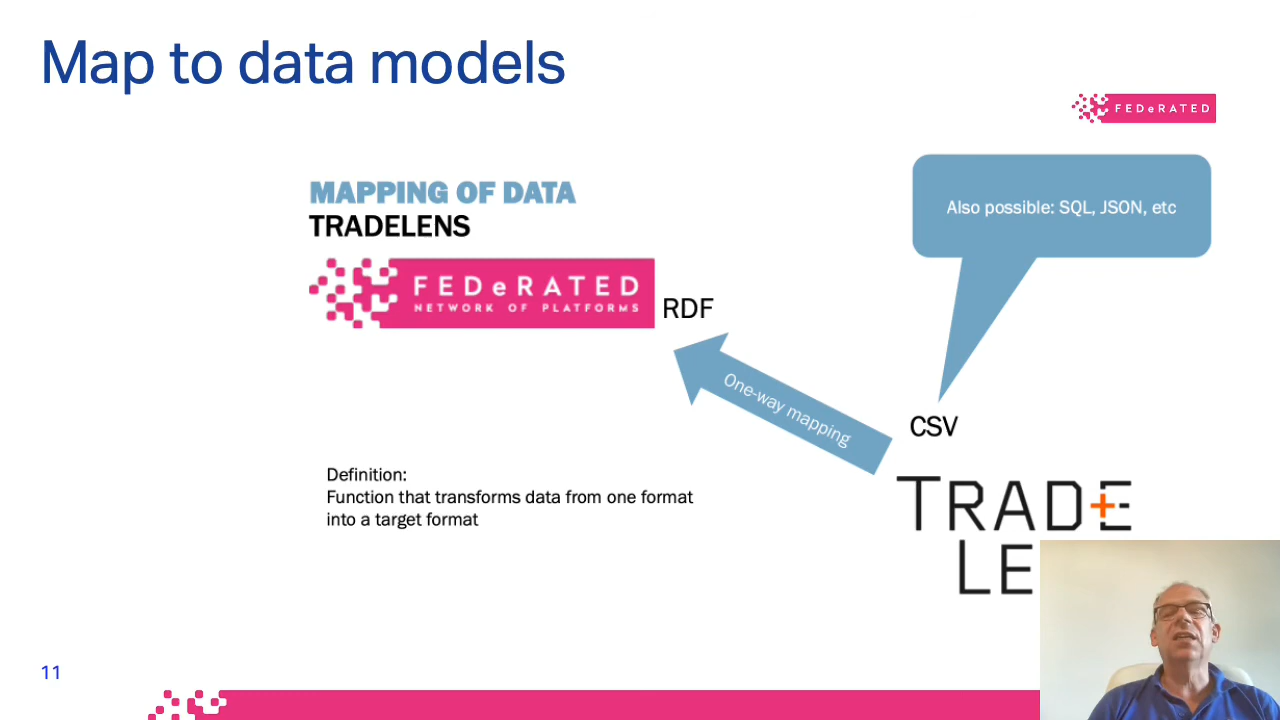 Map to data models
FEDeRATED
MAPPING OF DATA
TRADELENS
FEDeRATED
NETWORK OF PLATFORMS
RDF
Also possible: SQL, JSON, etc
One-way mapping
CSV
TRADE
LE
Definition:
Function that transforms data from one format
into a target format
11